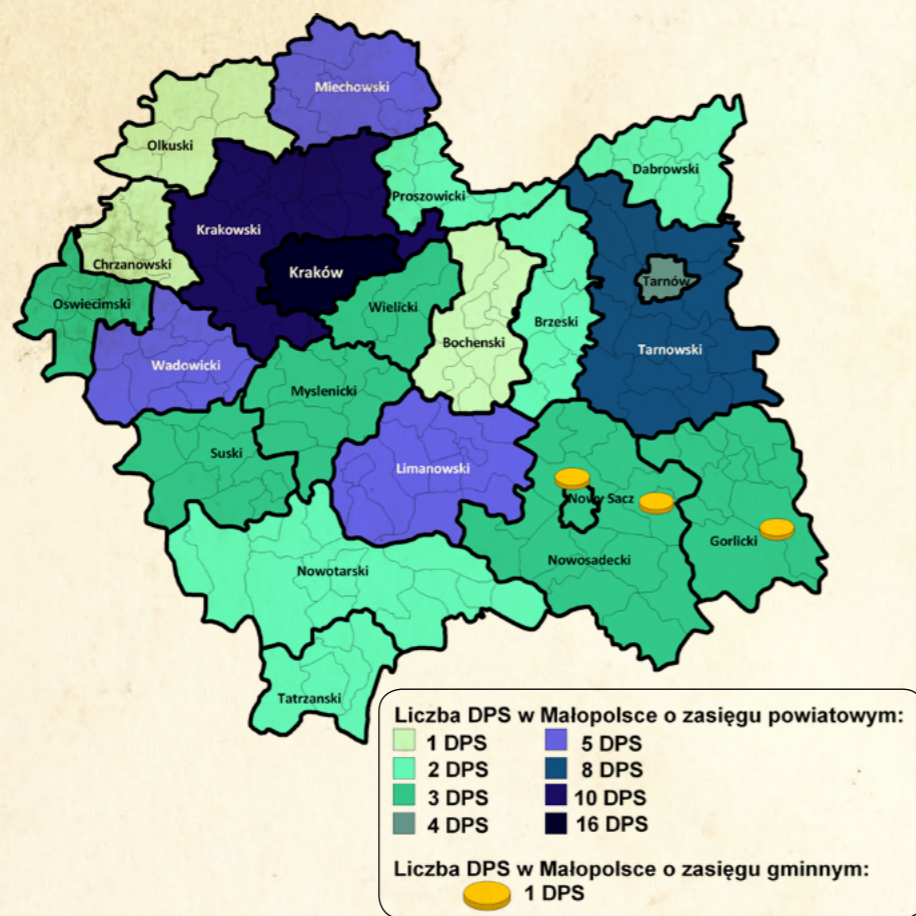 Miechowski
Olkuski
Dabrowski
Proszowicki
Krakowski
Chrzanowski
Kraków
Tarnów
Oswiecimski
Wielicki
Brzeski
Bochenski
Tarnowski
Wadowicki
Myslenicki
Suski
Limanowski
Nowy Sacz
Gorlicki
Nowosadecki
Nowotarski
Tatrzanski
Liczba DPS w Małopolsce o zasięgu powiatowym:
1 DPS
2 DPS
3 DPS
4 DPS
5 DPS
8 DPS
10 DPS
16 DPS
Liczba DPS w Małopolsce o zasięgu gminnym:
1 DPS